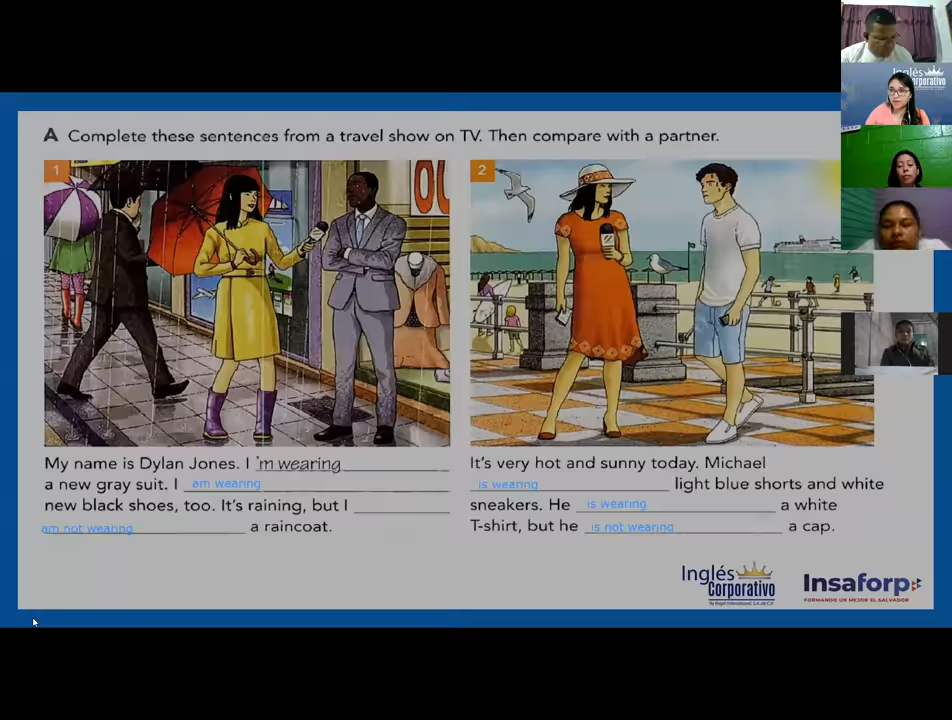 Inglés
Corporativo
A Complete these sentences from a travel show on TV. Then compare with a partner.
1
2
OU
My name is Dylan Jones. I 'm wearing
a new gray suit. I am wearing
new black shoes, too. It's raining, but I
am not wearing a raincoat.
It's very hot and sunny today. Michael
is wearing light blue shorts and white
sneakers. He is wearing a white
T-shirt, but he is not wearing a cap.
Inglés
Corporativo
Insaforp
FORMANDO UN MEJOR EL SALVADOR